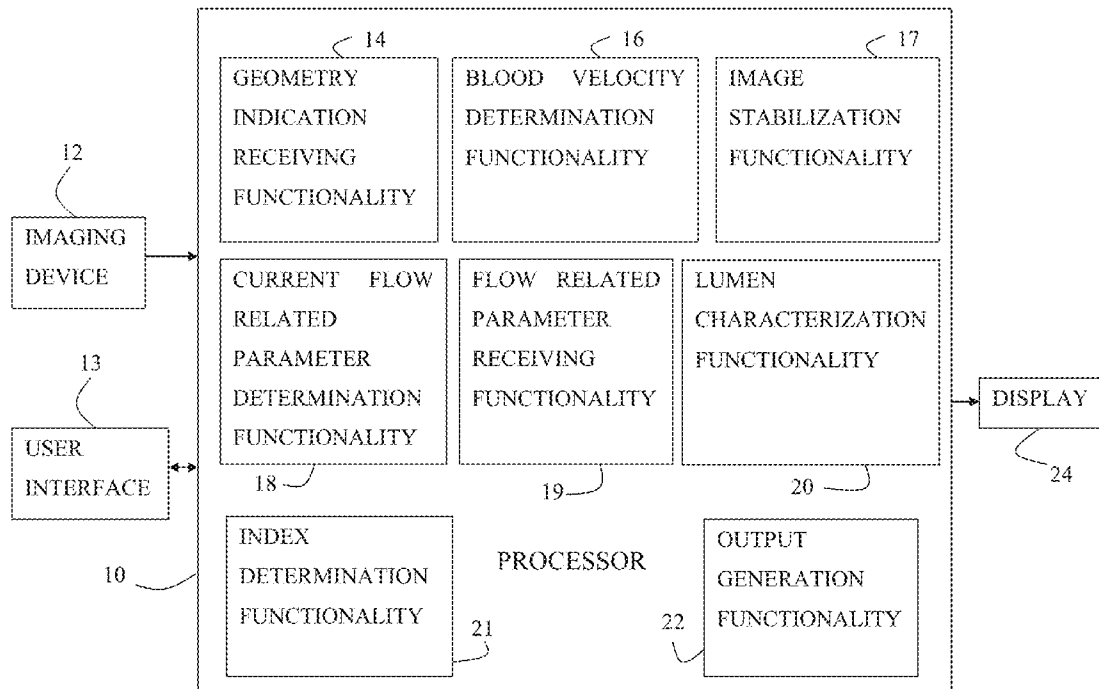 14
16
17
GEOMETRY
INDICATION
RECEIVING
FUNCTIONALITY
BLOOD VELOCITY
DETERMINATION
FUNCTIONALITY
IMAGE
STABILIZATION
FUNCTIONALITY
12
IMAGING
DEVICE
CURRENT FLOW
RELATED
PARAMETER
DETERMINATION
FUNCTIONALITY
FLOW RELATED
PARAMETER
RECEIVING
FUNCTIONALITY
LUMEN
CHARACTERIZATION
FUNCTIONALITY
13
USER
INTERFACE
DISPLAY
24
18
19
20
10
INDEX
DETERMINATION
FUNCTIONALITY
21
PROCESSOR
22
OUTPUT
GENERATION
FUNCTIONALITY